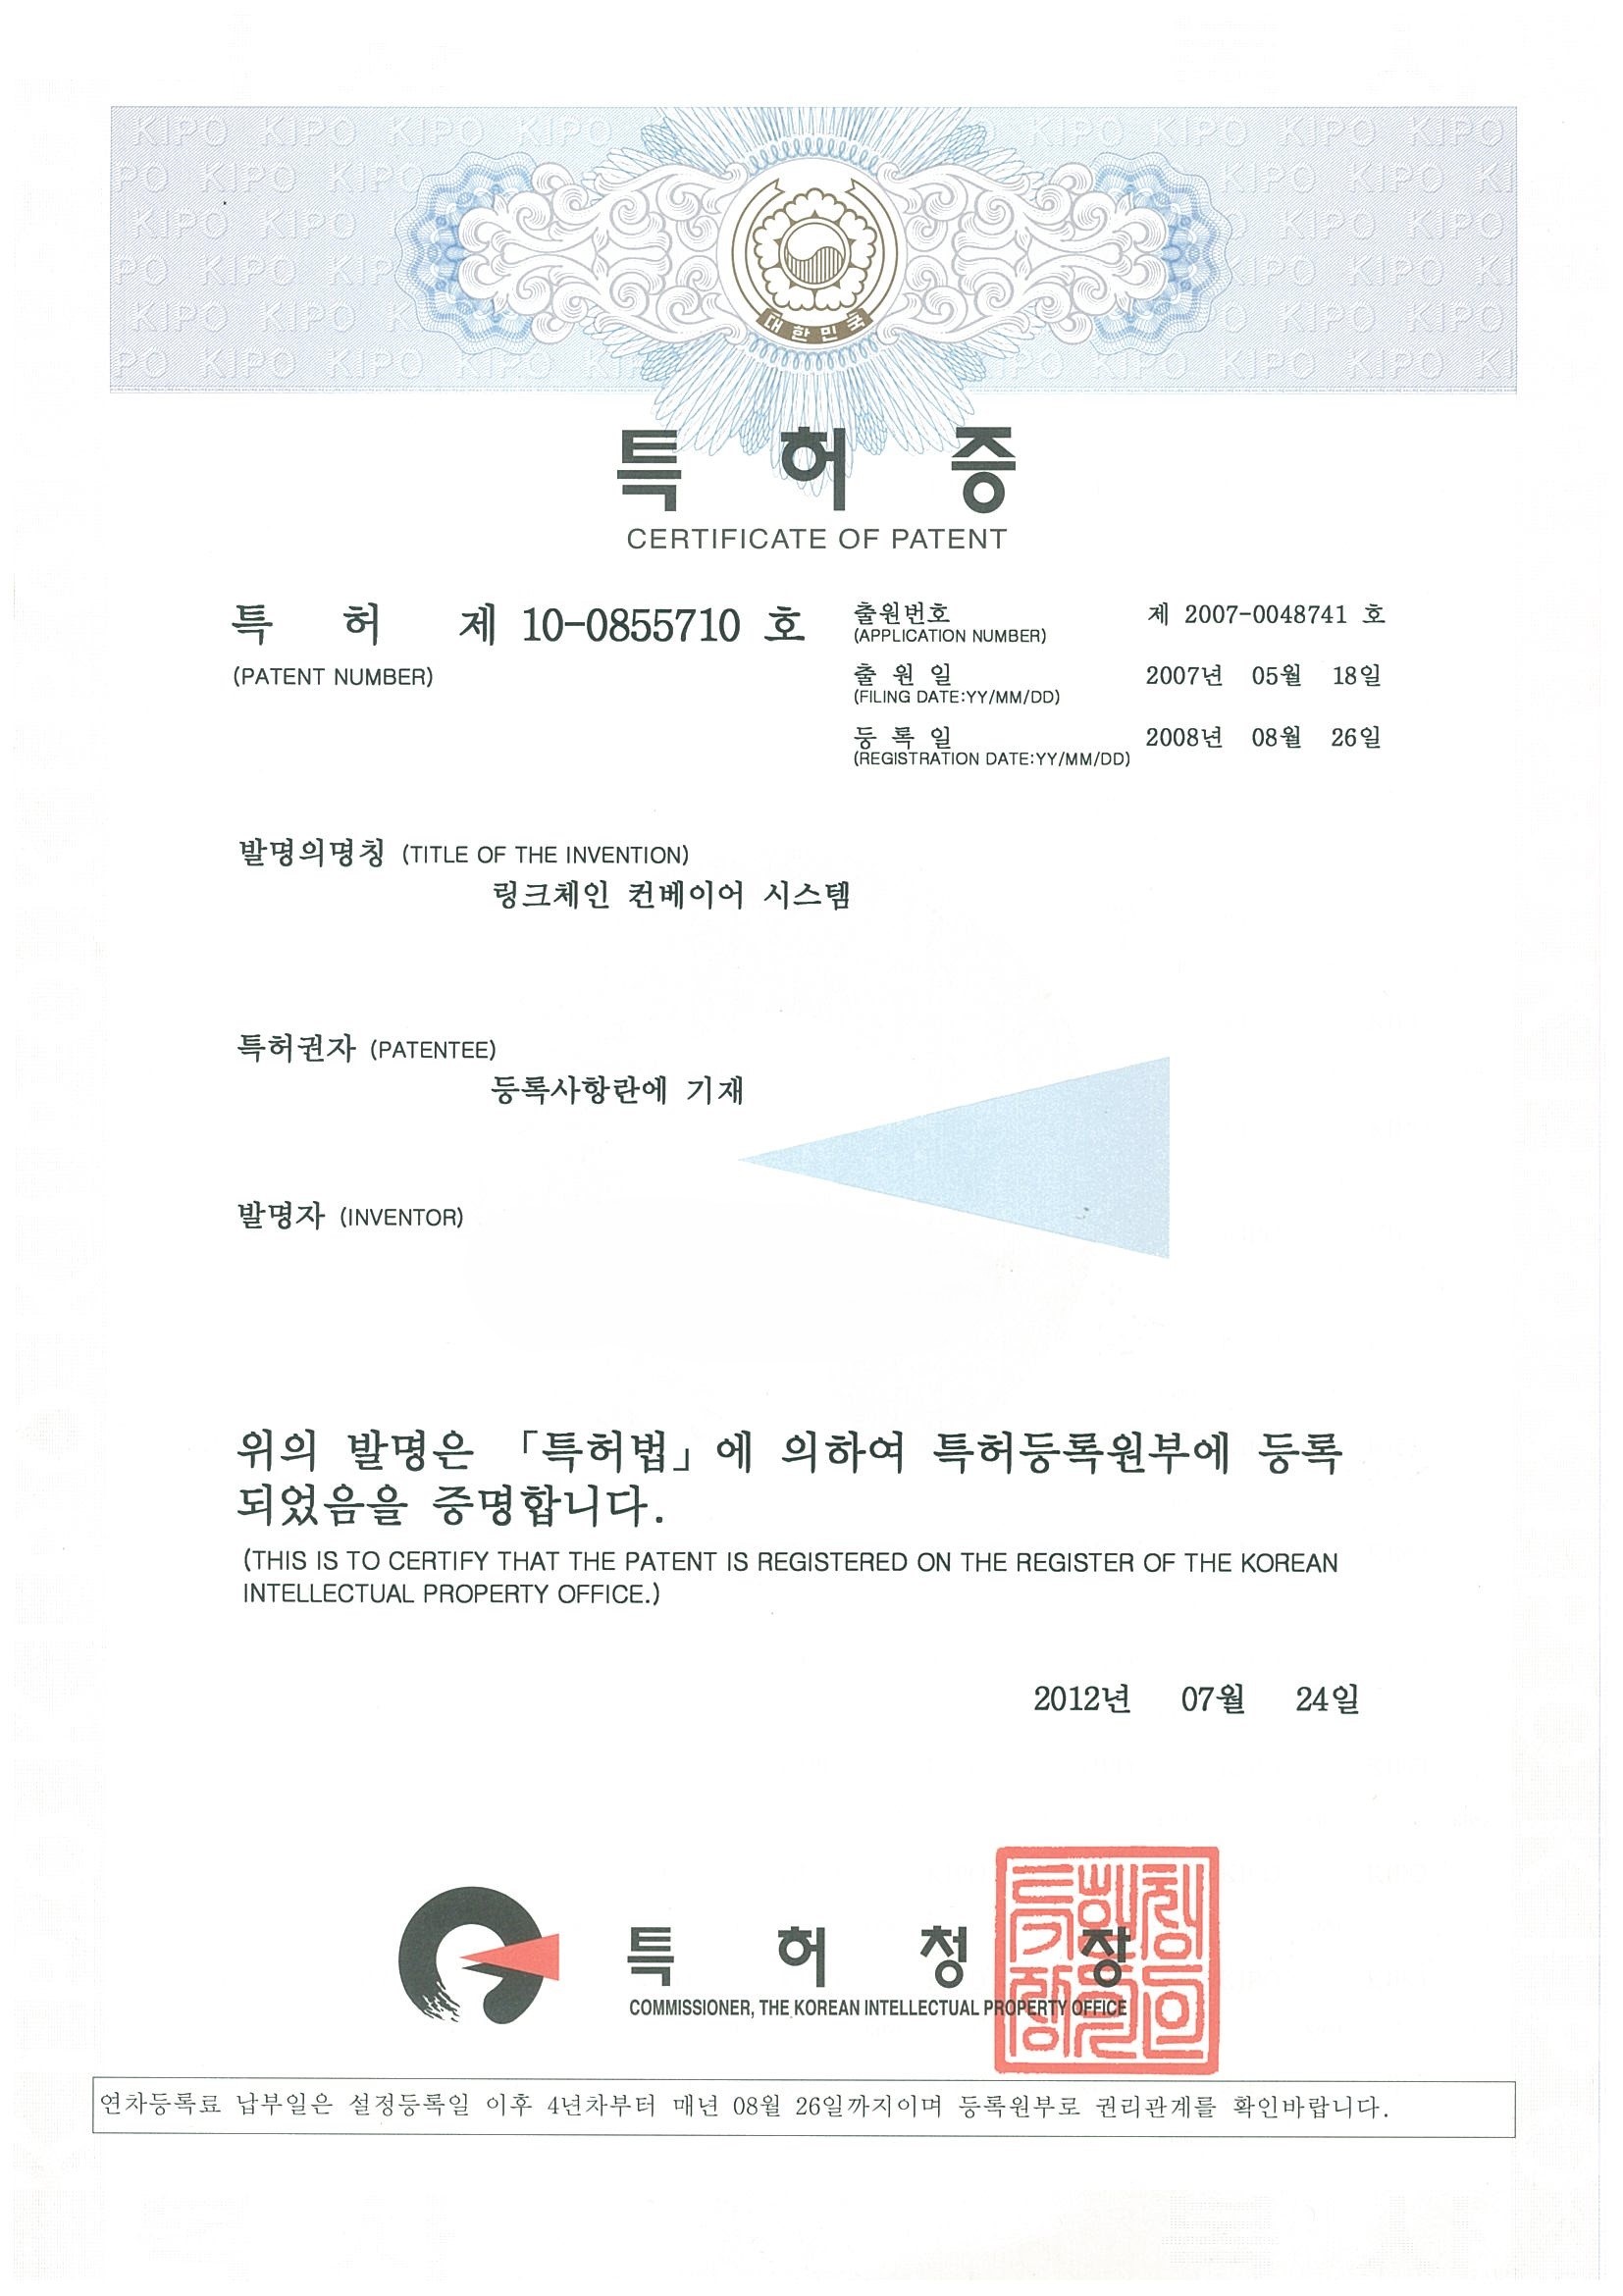 KIPO KIPO KIPO KIPO KIPO KIPO KIPO KIPO
대한민국
특 허 증
CERTIFICATE OF PATENT
특 허 제 10-0855710 호
(PATENT NUMBER)
출원번호 제 2007-0048741 호
(APPLICATION NUMBER)
출 원 일 2007년 05월 18일
(FILING DATE:YY/MM/DD)
등 록 일 2008년 08월 26일
(REGISTRATION DATE:YY/MM/DD)
발명의명칭 (TITLE OF THE INVENTION)
링크체인 컨베이어 시스템
특허권자 (PATENTEE)
등록사항란에 기재
발명자 (INVENTOR)
위의 발명은 「특허법」에 의하여 특허등록원부에 등록
되었음을 증명합니다.
(THIS IS TO CERTIFY THAT THE PATENT IS REGISTERED ON THE REGISTER OF THE KOREAN
INTELLECTUAL PROPERTY OFFICE.)
2012년 07월 24일
특 허 청 장
COMMISSIONER, THE KOREAN INTELLECTUAL PROPERTY OFFICE
연차등록료 납부일은 설정등록일 이후 4년차부터 매년 08월 26일까지이며 등록원부로 권리관계를 확인바랍니다.